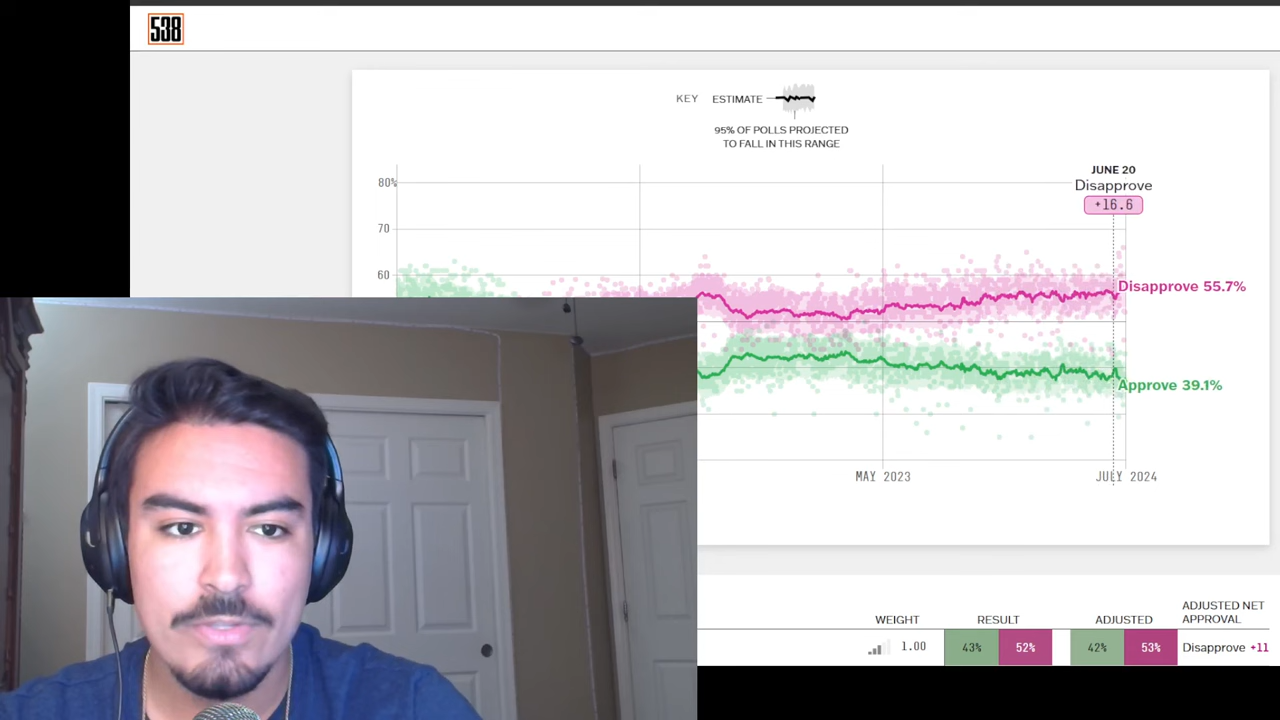 538
KEY ESTIMATE
95% OF POLLS PROJECTED
TO FALL IN THIS RANGE
JUNE 20
Disapprove
+16.6
80%
70
60
Disapprove 55.7%
Approve 39.1%
MAY 2023
JULY 2024
WEIGHT RESULT ADJUSTED ADJUSTED NET
APPROVAL
1.00 43% 52% 42% 53% Disapprove +11